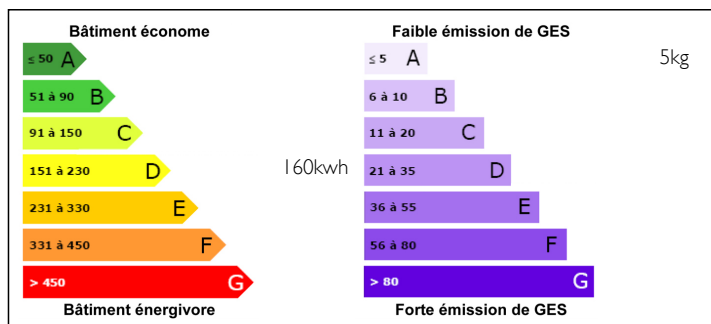 Bâtiment économe
≤ 50 A
51 à 90 B
91 à 150 C
151 à 230 D
231 à 330 E
331 à 450 F
> 450 G
Bâtiment énergivore
160kwh
Faible émission de GES
≤ 5 A
6 à 10 B
11 à 20 C
21 à 35 D
36 à 55 E
56 à 80 F
> 80 G
Forte émission de GES
5kg